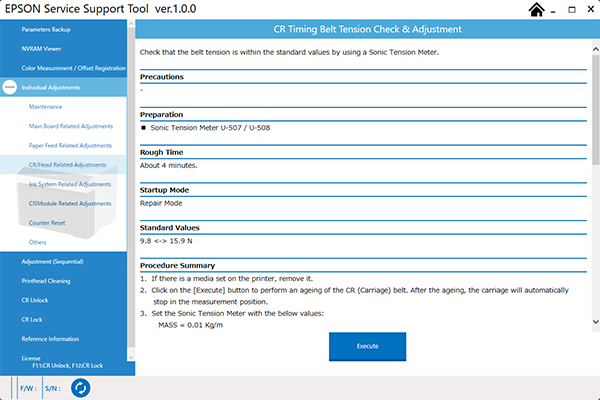 EPSON Service Support Tool ver.1.0.0
Parameters Backup
NVRAM Viewer
Color Measurement / Offset Registration
Individual Adjustments
Maintenance
Main Board Related Adjustments
Paper Feed Related Adjustments
CR/Head Related Adjustments
Ink System Related Adjustments
CISModule Related Adjustments
Counter Reset
Others
Adjustment (Sequential)
Printhead Cleaning
CR Unlock
CR Lock
Reference Information
License
F11:CR Unlock, F12:CR Lock
CR Timing Belt Tension Check & Adjustment
Check that the belt tension is within the standard values by using a Sonic Tension Meter.
Precautions
-
Preparation
■ Sonic Tension Meter U-507 / U-508
Rough Time
About 4 minutes.
Startup Mode
Repair Mode
Standard Values
9.8 <-> 15.9 N
Procedure Summary
1. If there is a media set on the printer, remove it.
2. Click on the [Execute] button to perform an ageing of the CR (Carriage) belt. After the ageing, the carriage will automatically
stop in the measurement position.
3. Set the Sonic Tension Meter with the below values:
MASS = 0.01 Kg/m
Execute
F/W : S/N :